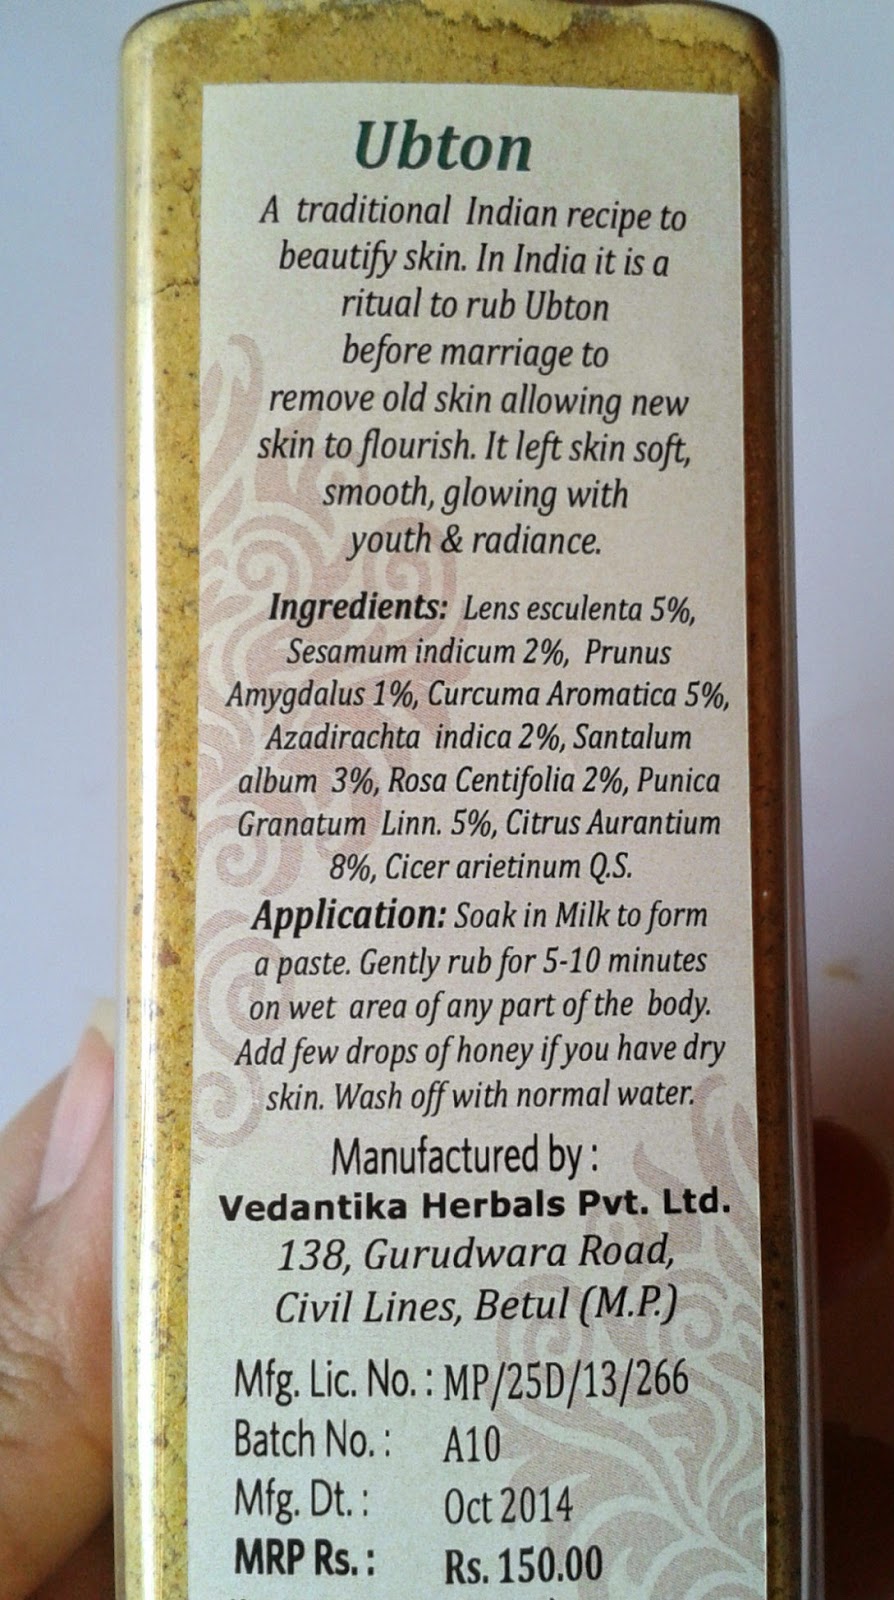 Ubton
A traditional Indian recipe to
beautify skin. In India it is a
ritual to rub Ubton
before marriage to
remove old skin allowing new
skin to flourish. It left skin soft,
smooth, glowing with
youth & radiance.
Ingredients: Lens esculenta 5%,
Sesamum indicum 2%, Prunus
Amygdalus 1%, Curcuma Aromatica 5%,
Azadirachta indica 2%, Santalum
album 3%, Rosa Centifolia 2%, Punica
Granatum Linn. 5%, Citrus Aurantium
8%, Cicer arietinum Q.S.
Application: Soak in Milk to form
a paste. Gently rub for 5-10 minutes
on wet area of any part of the body.
Add few drops of honey if you have dry
skin. Wash off with normal water.
Manufactured by :
Vedantika Herbals Pvt. Ltd.
138, Gurudwara Road,
Civil Lines, Betul (M.P.)
Mfg. Lic. No. : MP/25D/13/266
Batch No. : A10
Mfg. Dt. : Oct 2014
MRP Rs. : Rs. 150.00